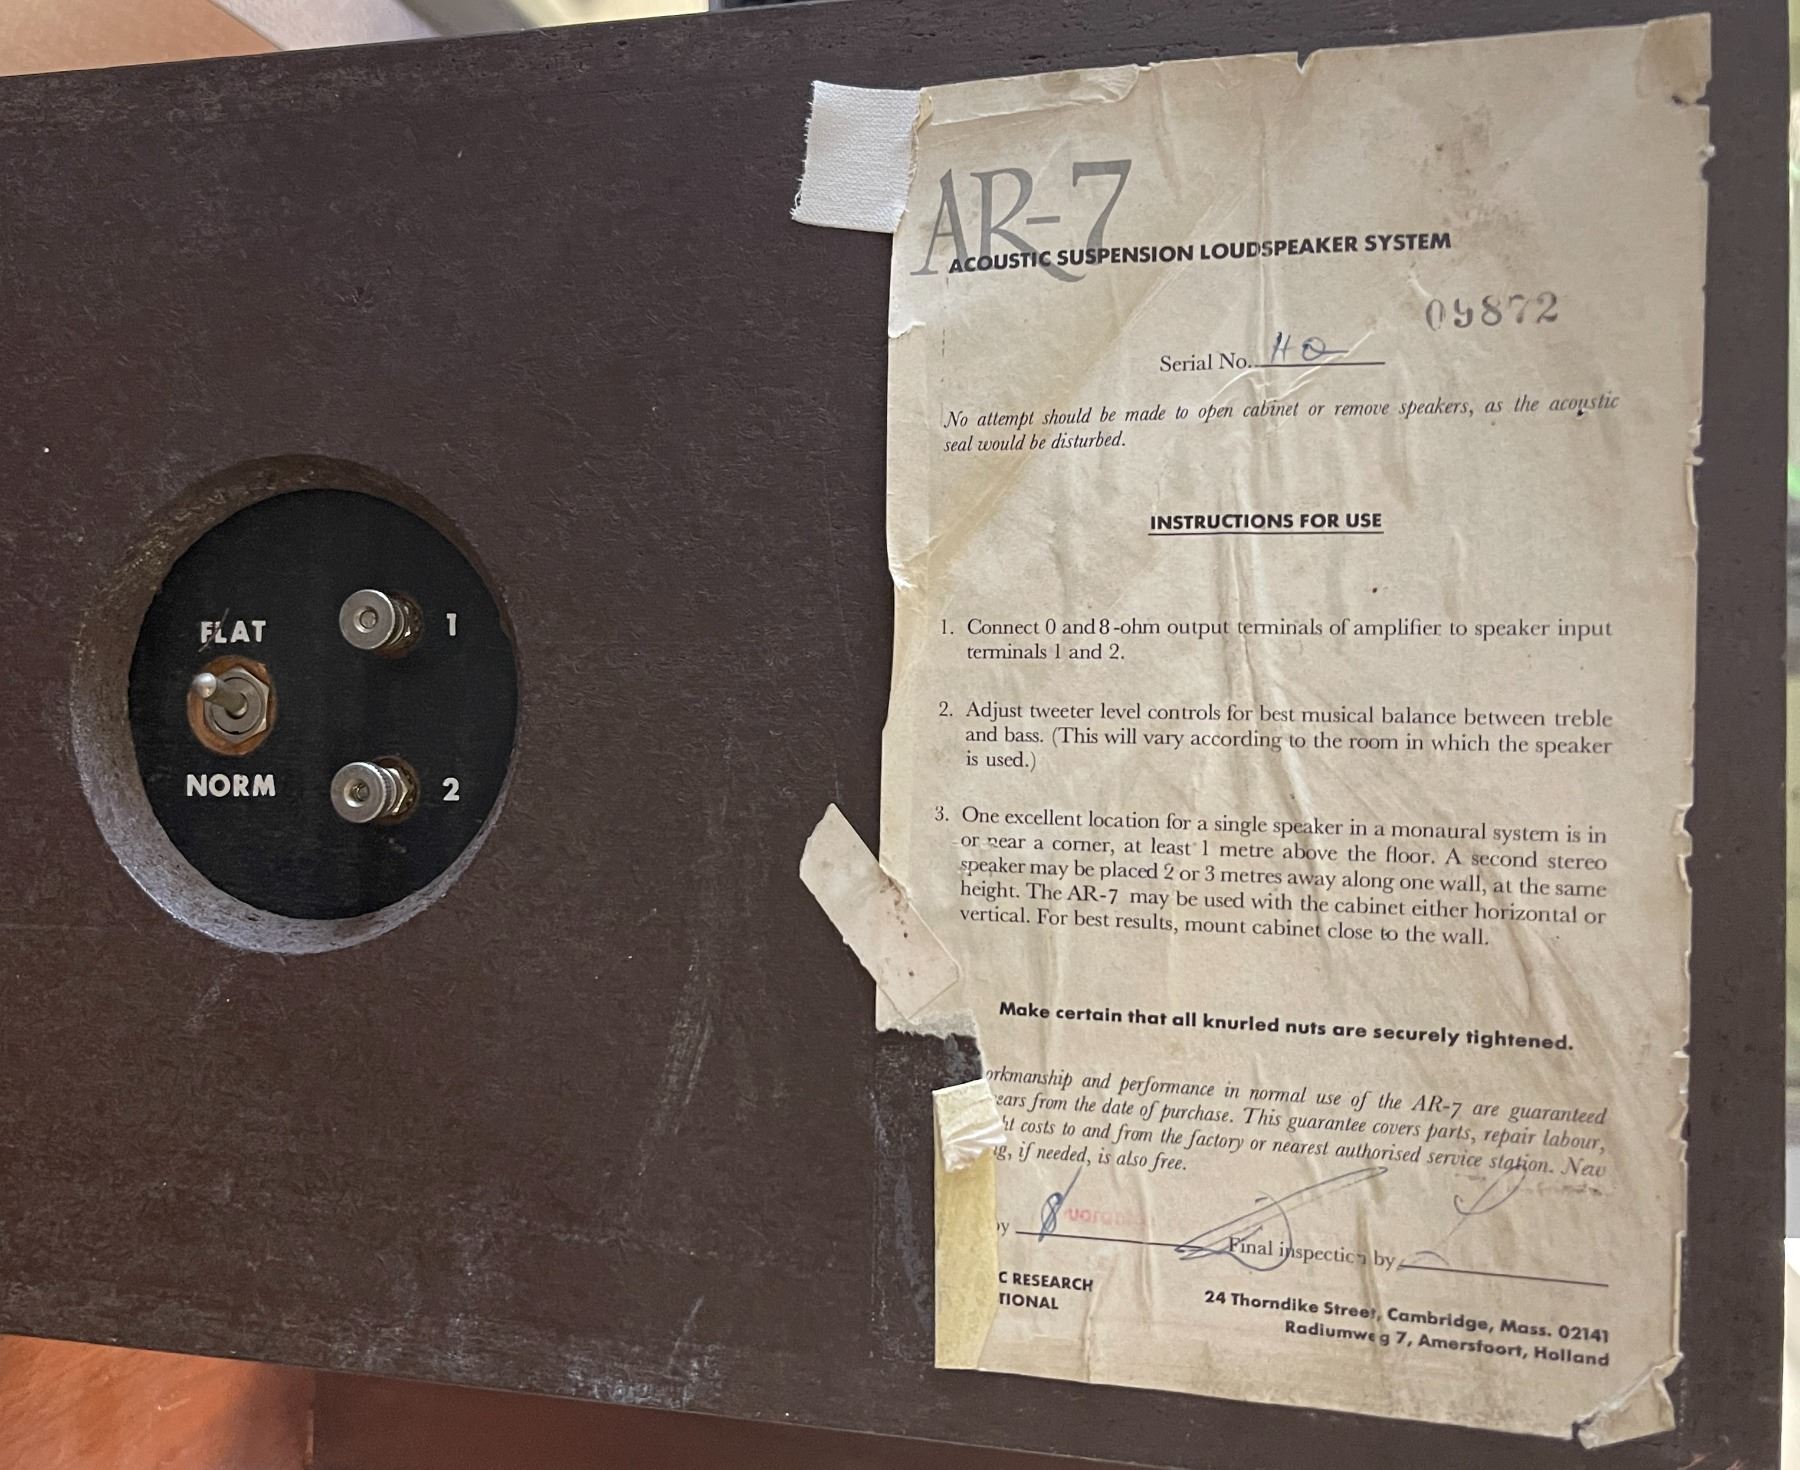 FLAT
1
NORM
2
AR-7
ACOUSTIC SUSPENSION LOUDSPEAKER SYSTEM
09872
Serial No. HO
No attempt should be made to open cabinet or remove speakers, as the acoustic
seal would be disturbed.
INSTRUCTIONS FOR USE
1. Connect 0 and 8-ohm output terminals of amplifier to speaker input
terminals 1 and 2.
2. Adjust tweeter level controls for best musical balance between treble
and bass. (This will vary according to the room in which the speaker
is used.)
3. One excellent location for a single speaker in a monaural system is in
or near a corner, at least 1 metre above the floor. A second stereo
speaker may be placed 2 or 3 metres away along one wall, at the same
height. The AR-7 may be used with the cabinet either horizontal or
vertical. For best results, mount cabinet close to the wall.
Make certain that all knurled nuts are securely tightened.
orkmanship and performance in normal use of the AR-7 are guaranteed
ears from the date of purchase. This guarantee covers parts, repair labour,
ht costs to and from the factory or nearest authorised service station. New
g, if needed, is also free.
y 8 Final inspection by
C RESEARCH
TIONAL
24 Thorndike Street, Cambridge, Mass. 02141
Radiumweg 7, Amersfoort, Holland